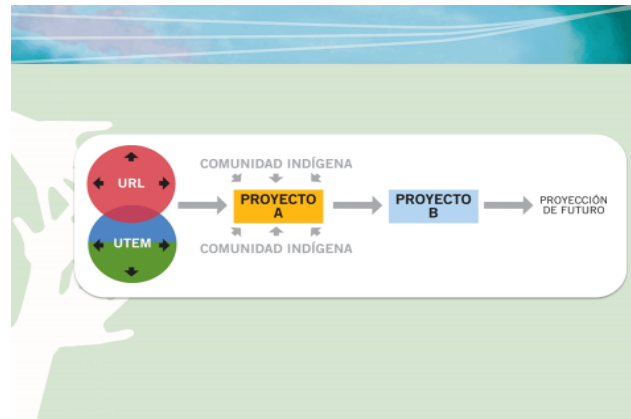 COMUNIDAD INDÍGENA
URL
PROYECTO
A
PROYECTO
B
PROYECCIÓN
DE FUTURO
UTEM
COMUNIDAD INDÍGENA